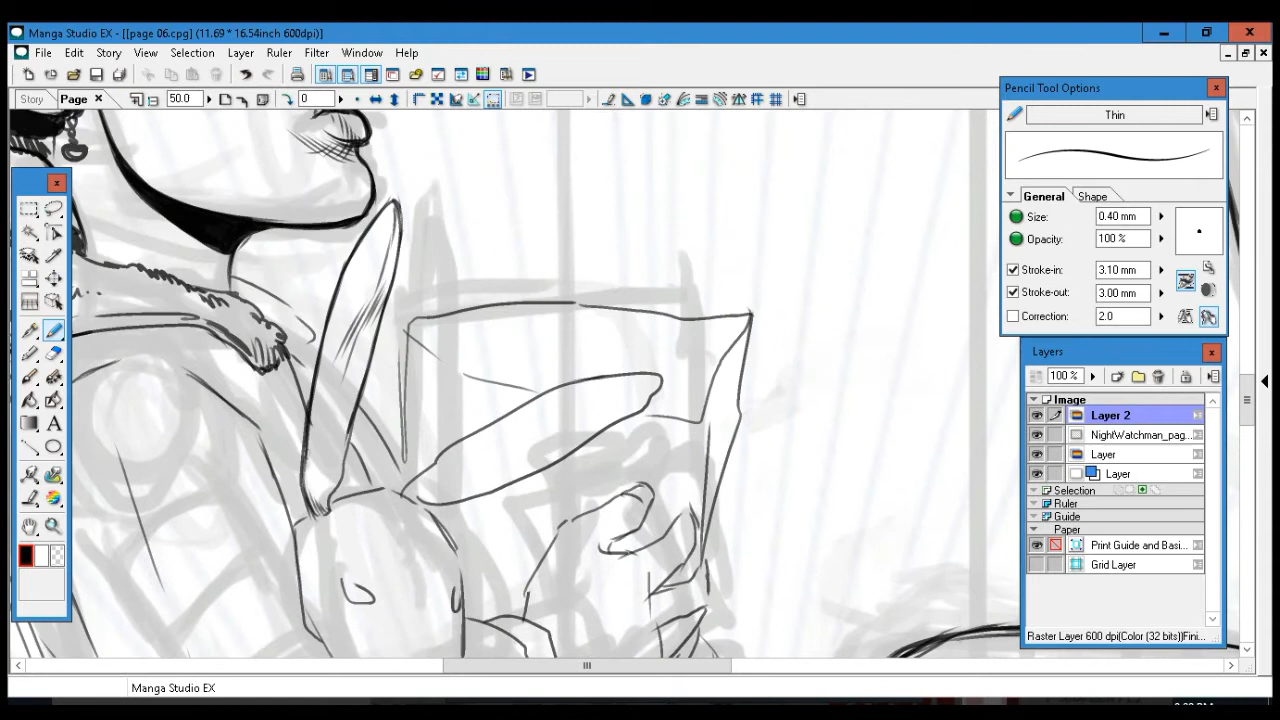 Manga Studio EX - [[page 06.cpg] (11.69 * 16.54inch 600dpi)]
File Edit Story View Selection Layer Ruler Filter Window Help
Story Page 50.0 0
Pencil Tool Options
Thin
General Shape
Size: 0.40 mm
Opacity: 100 %
Stroke-in: 3.10 mm
Stroke-out: 3.00 mm
Correction: 2.0
Layers
100 %
Image
Layer 2
NightWatchman_pag...
Layer
Layer
Selection
Ruler
Guide
Paper
Print Guide and Basi...
Grid Layer
Raster Layer 600 dpi(Color (32 bits))Fini...
Manga Studio EX